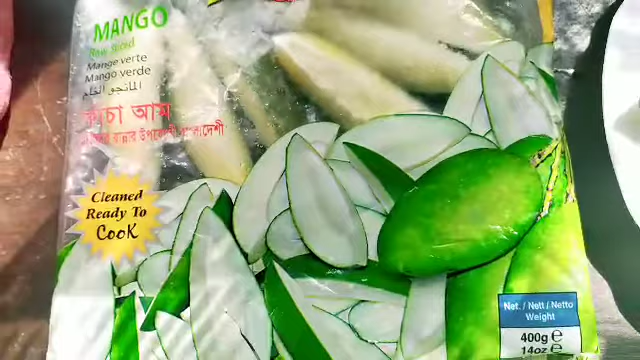 MANGO
Raw Sliced
Mange verte
Mango verde
المانجو الخام
কাচা আম
রান্নার উপযোগী বাংলাদেশী
Cleaned
Ready To
Cook
Net. / Nett / Netto
Weight
400g e
14oz e